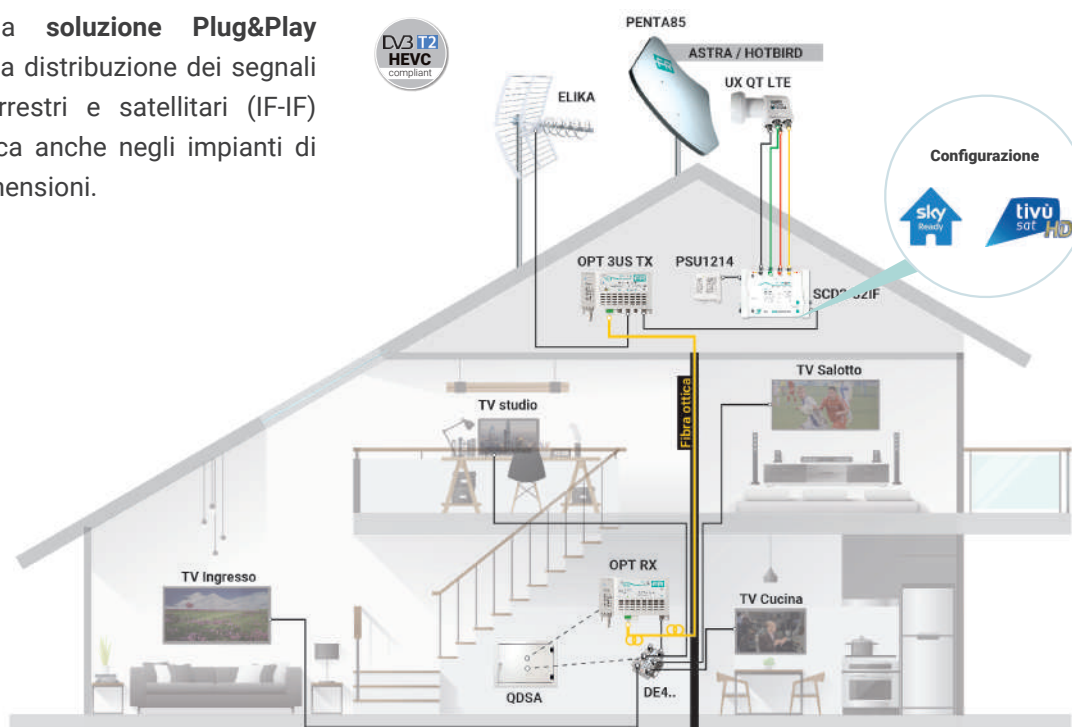 a soluzione Plug&Play
a distribuzione dei segnali
rrestri e satellitari (IF-IF)
ca anche negli impianti di
nensioni.
DVB T2
HEVC
compliant
PENTA85
ASTRA / HOTBIRD
ELIKA
UX QT LTE
Configurazione
sky
Ready
tivù
sat HD
OPT 3US TX
PSU1214
Fibra ottica
TV Salotto
TV studio
TV Ingresso
OPT RX
TV Cucina
QDSA
DE4..